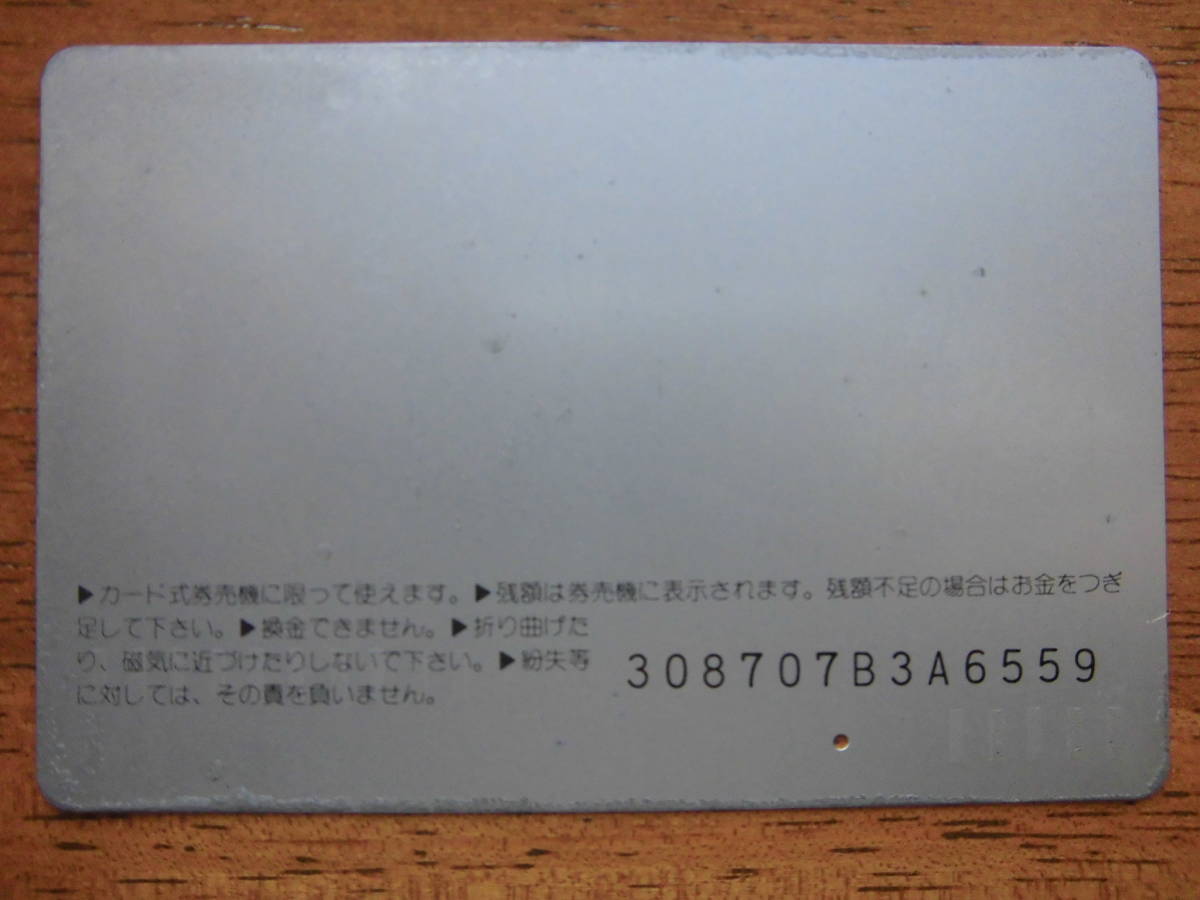 ▶カード式券売機に限って使えます。▶残額は券売機に表示されます。残額不足の場合はお金をつぎ
足して下さい。▶換金できません。▶折り曲げた
り、磁気に近づけたりしないで下さい。▶紛失等
に対しては、その責を負いません。
308707B3A6559